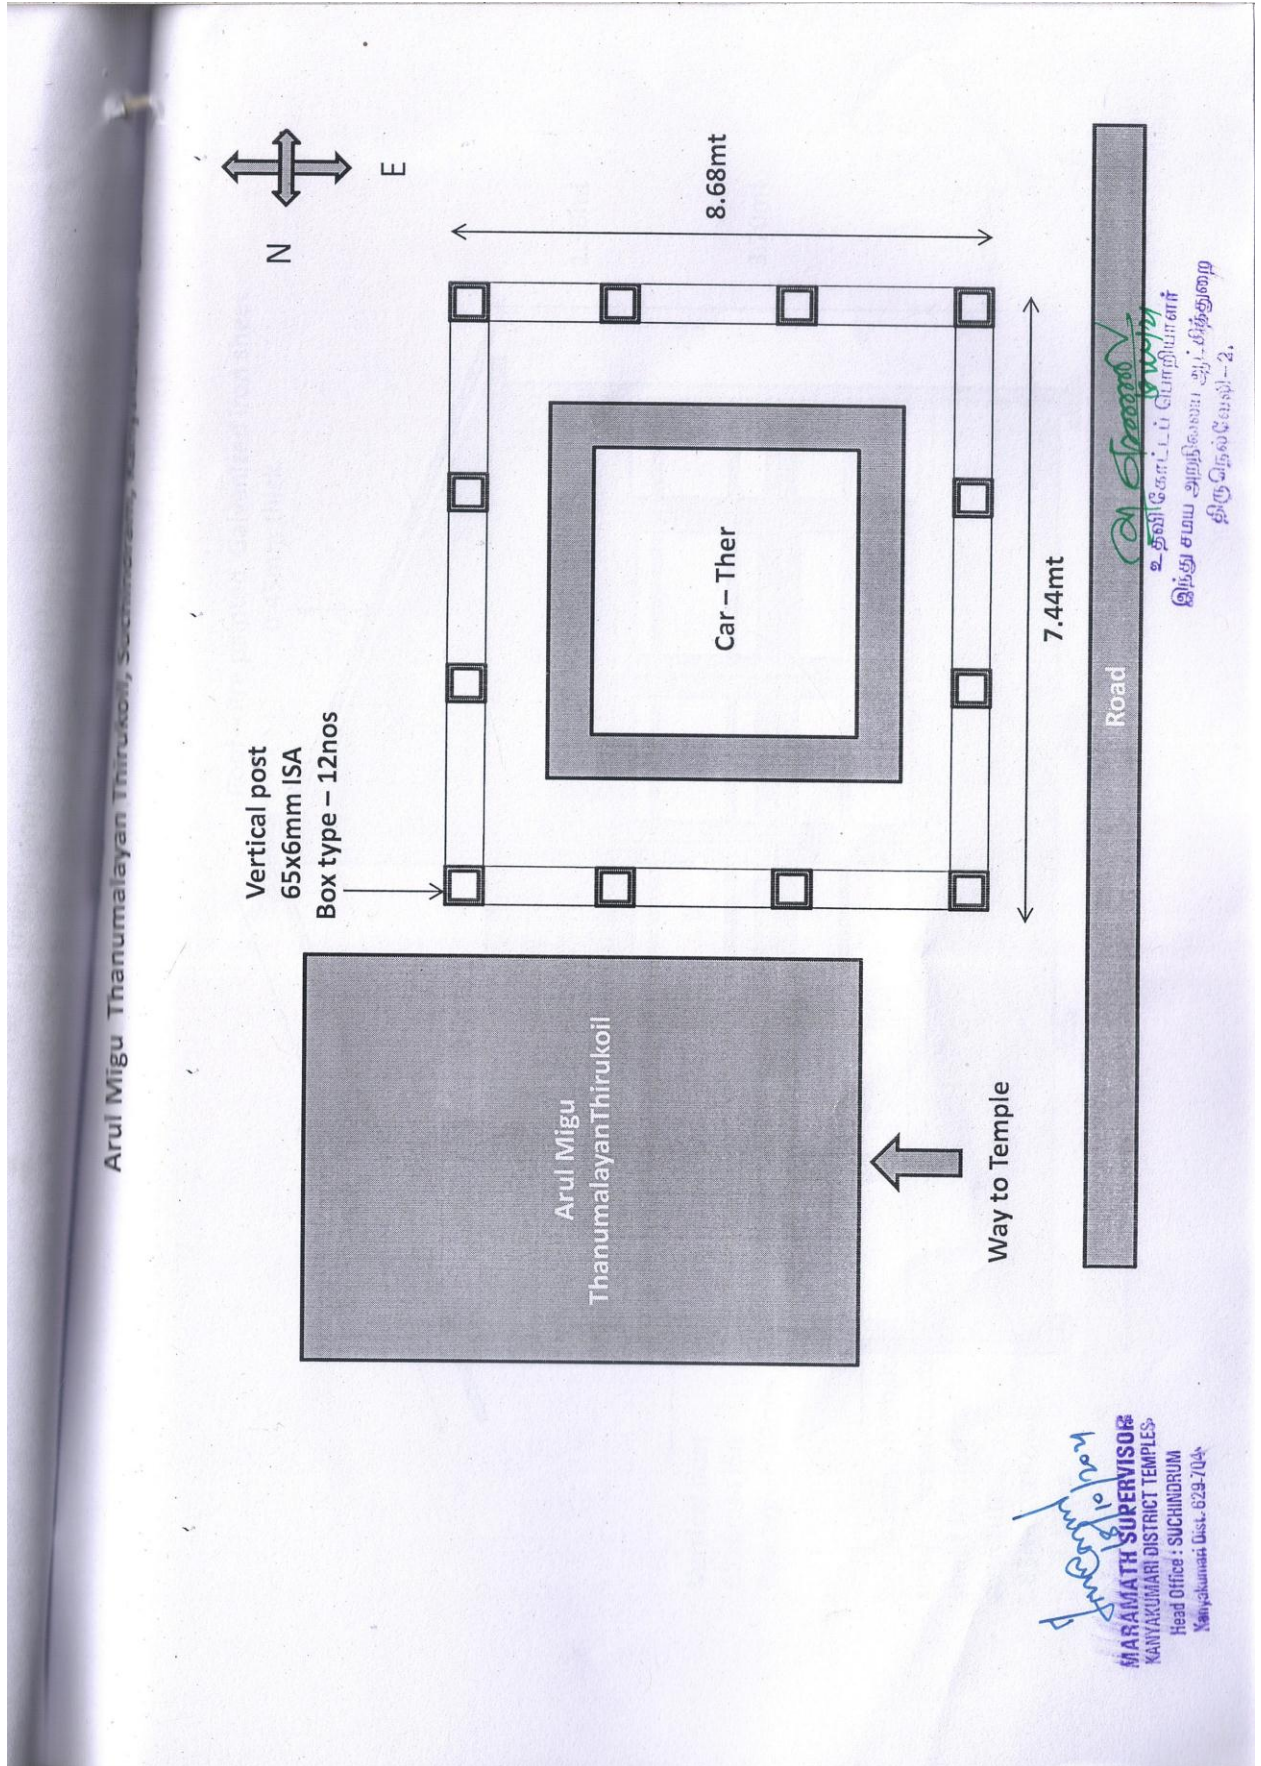 Arul Migu Thanumalayan Thirukoil,
N
E
Vertical post
65x6mm ISA
Box type – 12nos
8.68mt
Car – Ther
7.44mt
Arul Migu
ThanumalayanThirukoil
Way to Temple
Road
உதவி கோட்டப் பொறியாளர்
இந்து சமய அறநிலைய ஆட்சித்துறை
திருநெல்வேலி-2.
MARAMATH SUPERVISOR
KANYAKUMARI DISTRICT TEMPLES
Head Office : SUCHINDRUM
Kanyakumari Dist. 629-704